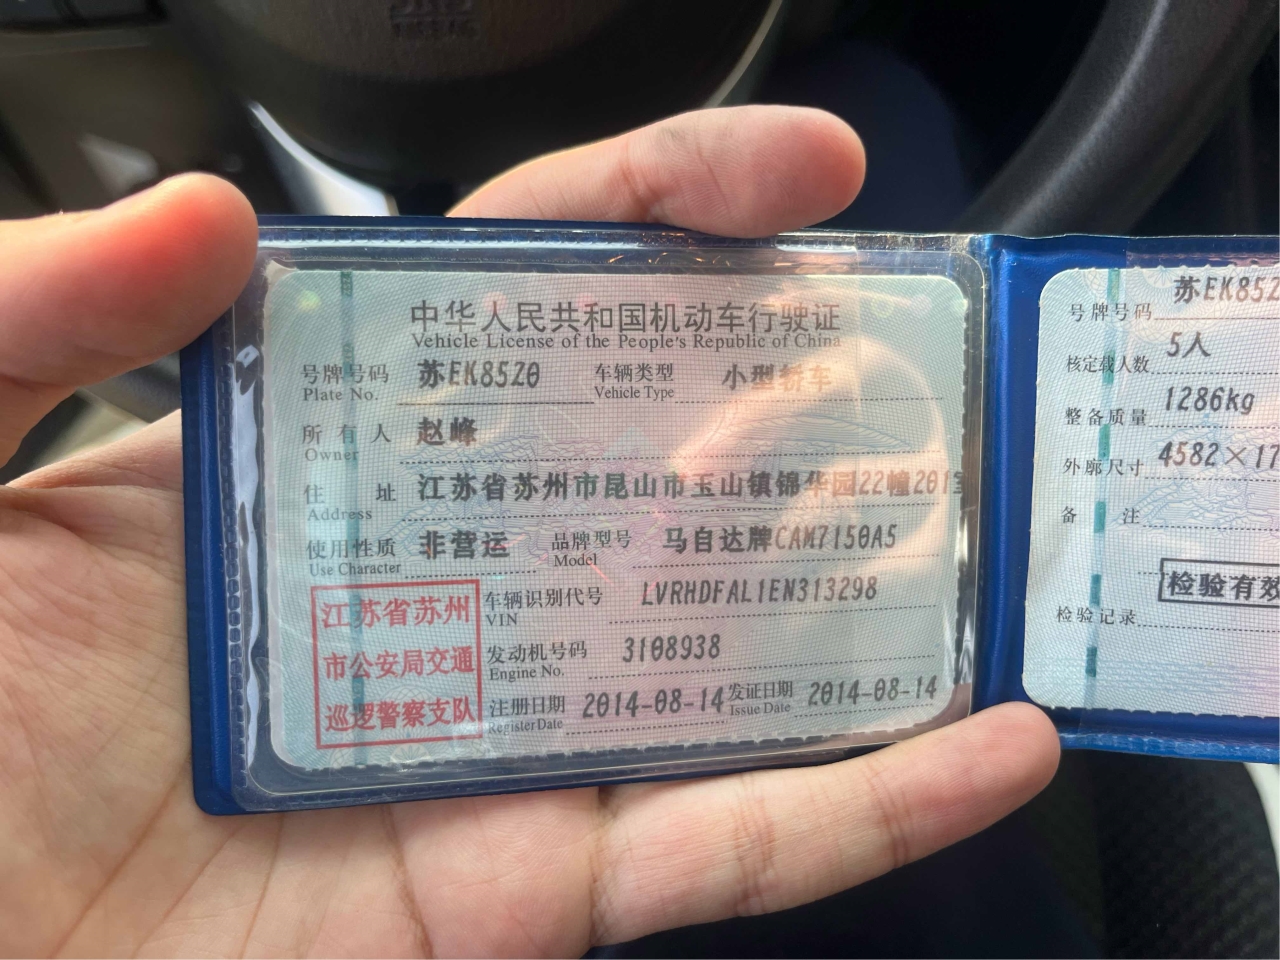 中华人民共和国机动车行驶证
Vehicle License of the People's Republic of China
号牌号码 苏EK85Z0 车辆类型 小型轿车
Plate No. Vehicle Type
所有人 赵峰
Owner
住址 江苏省苏州市昆山市玉山镇锦华园22幢201室
Address
使用性质 非营运 品牌型号 马自达牌CAM7150A5
Use Character Model
江苏省苏州
市公安局交通
巡逻警察支队
车辆识别代号 LVRHDFAL1EN313298
VIN
发动机号码 3108938
Engine No.
注册日期 2014-08-14 发证日期 2014-08-14
Register Date Issue Date
号牌号码 苏EK85Z
核定载人数 5人
整备质量 1286kg
外廓尺寸 4582×17
备注
检验有效
检验记录